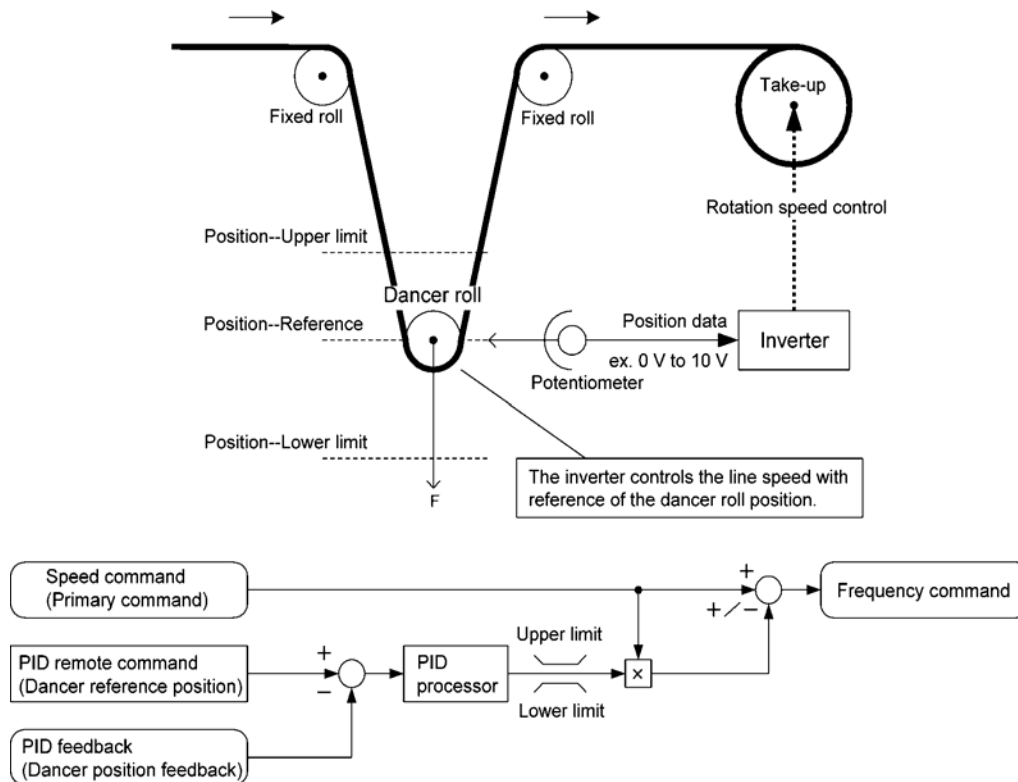 Fixed roll
Fixed roll
Take-up
Rotation speed control
Position--Upper limit
Dancer roll
Position--Reference
Position data
ex. 0 V to 10 V
Inverter
Potentiometer
Position--Lower limit
F
The inverter controls the line speed with
reference of the dancer roll position.
Speed command
(Primary command)
+
+/−
Frequency command
PID remote command
(Dancer reference position)
+
−
PID
processor
Upper limit
Lower limit
×
PID feedback
(Dancer position feedback)